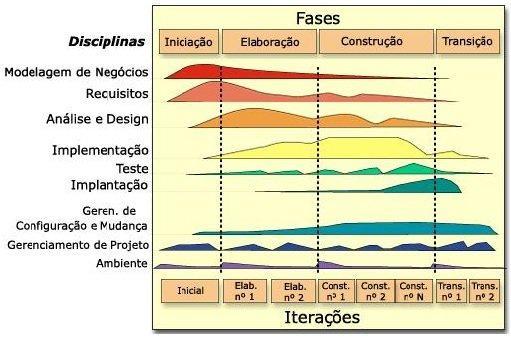 Fases
Disciplinas
Iniciação Elaboração Construção Transição
Modelagem de Negócios
Recuisitos
Análise e Design
Implementação
Teste
Implantação
Geren. de
Configuração e Mudança
Gerenciamento de Projeto
Ambiente
Inicial
Elab.
nº 1
Elab.
nº 2
Const.
nº 1
Const.
nº 2
Const.
nº N
Trans.
nº 1
Trans.
nº 2
Iterações